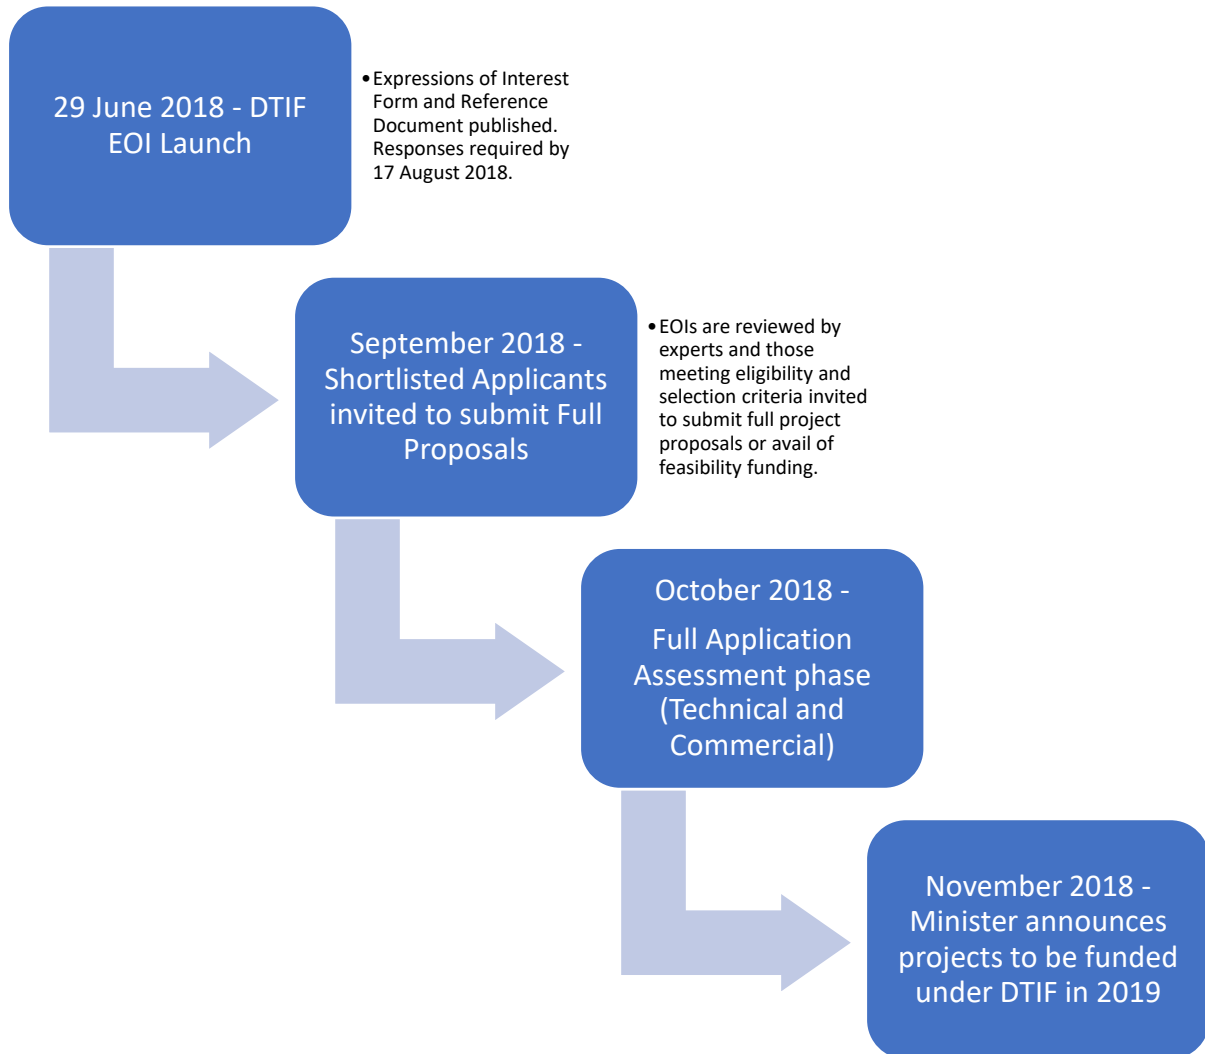 29 June 2018 - DTIF
EOI Launch
•Expressions of Interest
Form and Reference
Document published.
Responses required by
17 August 2018.
September 2018 -
Shortlisted Applicants
invited to submit Full
Proposals
•EOIs are reviewed by
experts and those
meeting eligibility and
selection criteria invited
to submit full project
proposals or avail of
feasibility funding.
October 2018 -
Full Application
Assessment phase
(Technical and
Commercial)
November 2018 -
Minister announces
projects to be funded
under DTIF in 2019